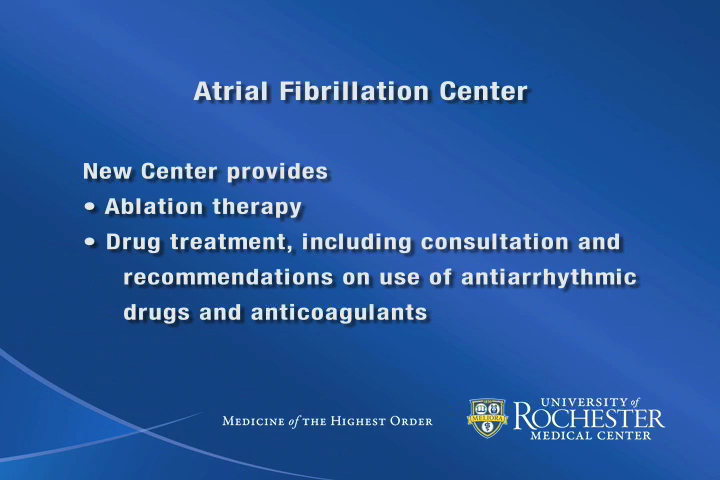 Atrial Fibrillation Center
New Center provides
• Ablation therapy
• Drug treatment, including consultation and
recommendations on use of antiarrhythmic
drugs and anticoagulants
MEDICINE of THE HIGHEST ORDER
MELIORA
UNIVERSITY of
ROCHESTER
MEDICAL CENTER